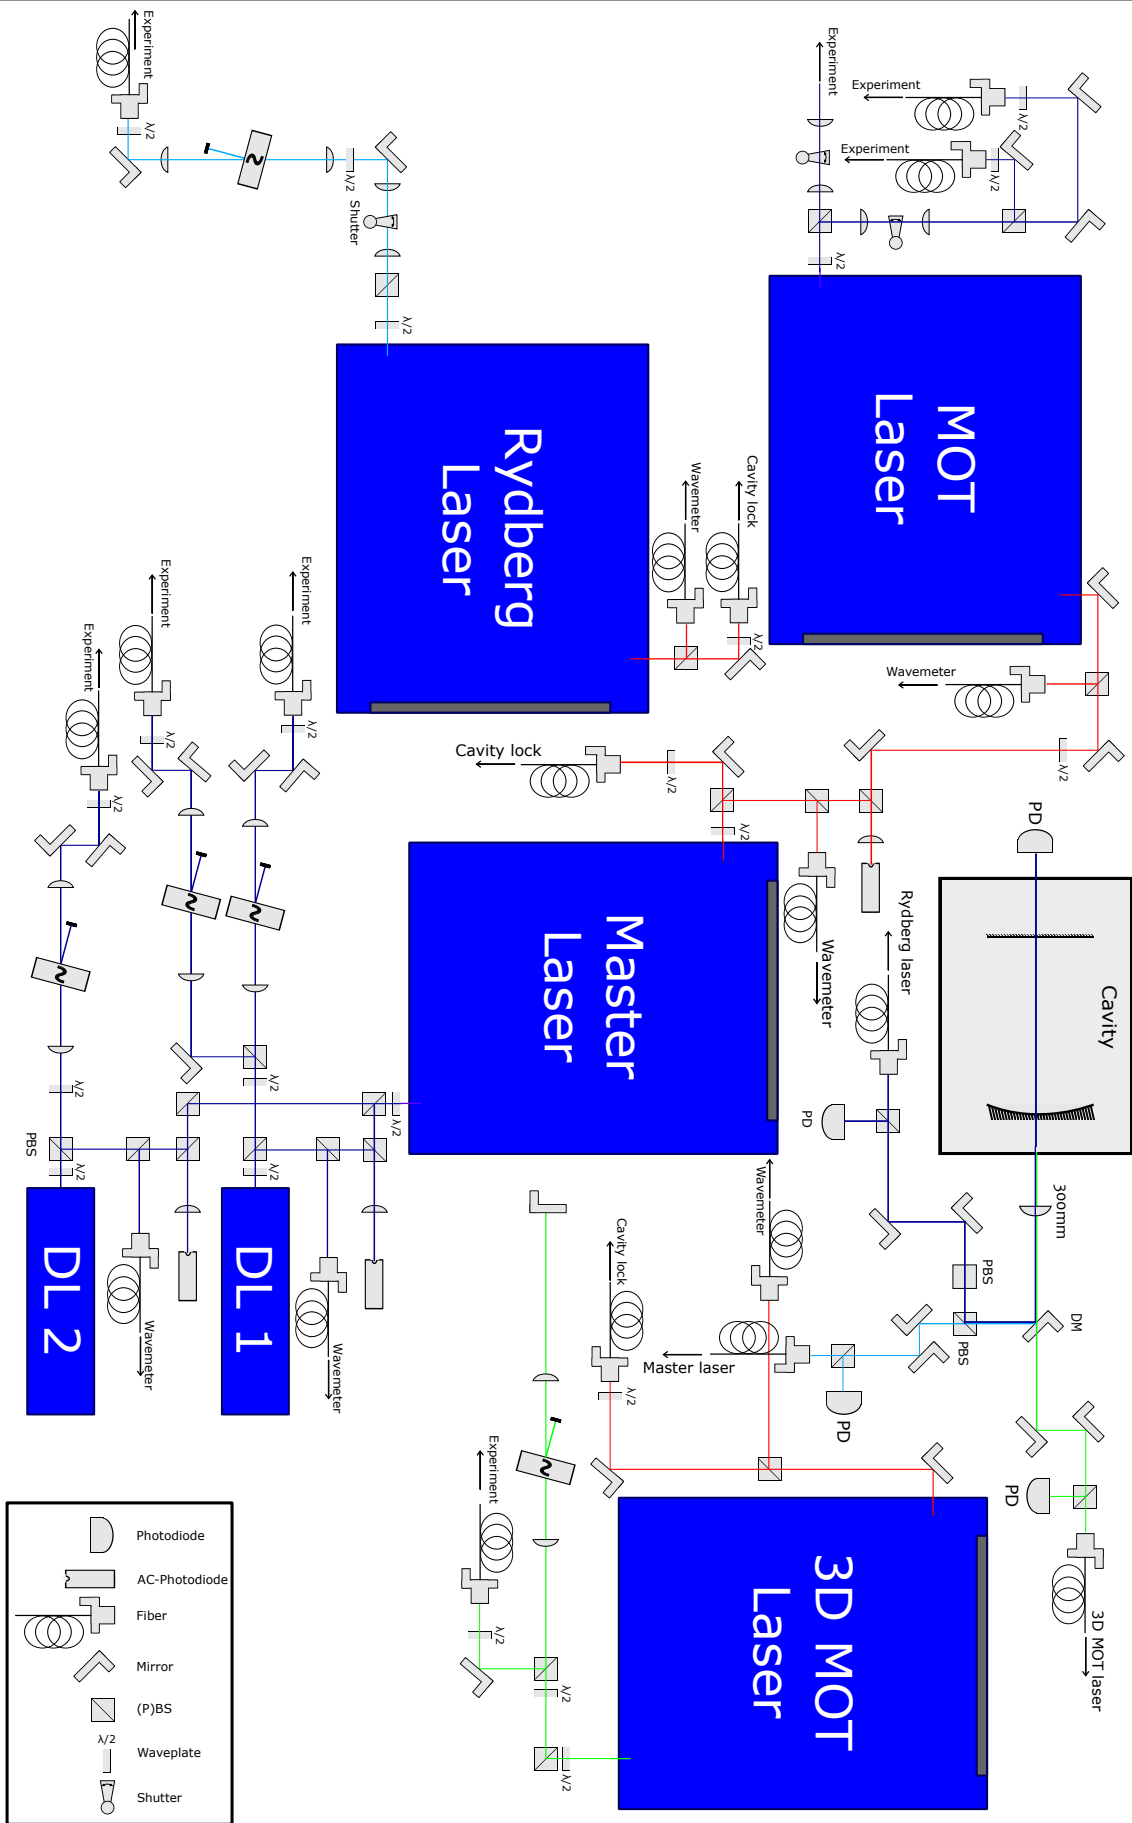 Experiment
λ/2
λ/2
Shutter
λ/2
Experiment
Experiment
λ/2
Experiment
λ/2
λ/2
MOT
Laser
Rydberg
Laser
Wavemeter
Cavity lock
λ/2
Wavemeter
λ/2
Experiment
Experiment
Experiment
λ/2
λ/2
λ/2
Cavity lock
λ/2
λ/2
Master
Laser
Wavemeter
Rydberg laser
PD
Cavity
PD
300mm
PBS
DM
PBS
λ/2
λ/2
λ/2
PBS
λ/2
λ/2
DL 2
DL 1
Wavemeter
Wavemeter
Wavemeter
Cavity lock
Master laser
λ/2
PD
PD
3D MOT laser
Experiment
λ/2
λ/2
λ/2
3D MOT
Laser
Photodiode
AC-Photodiode
Fiber
Mirror
(P)BS
λ/2
Waveplate
Shutter